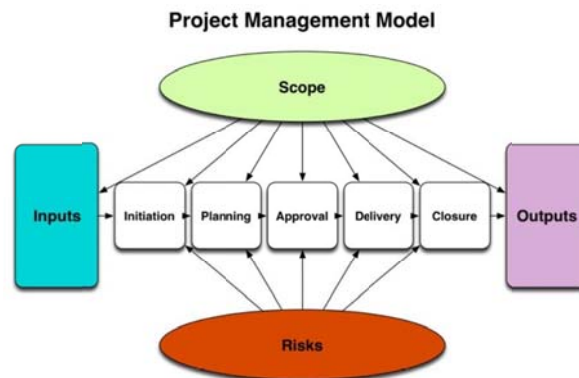 Project Management Model
Scope
Inputs
Initiation
Planning
Approval
Delivery
Closure
Outputs
Risks